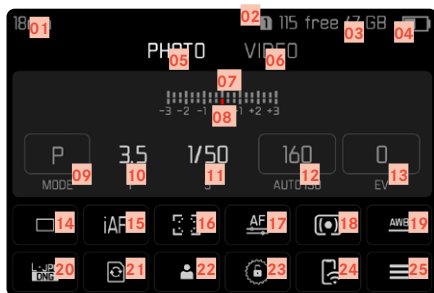 01 02 1 115 free 03 GB 04
PHOTO VIDEO
05 06
07
-3 -2 -1 08 +2 +3
P 3.5 1/50 160 0
09 10 11 12 13
MODE AUTO ISO EV
14 iAF 15 16 AF 17 18 AWB 19
L-JPG DNG 20 21 22 23 24 25